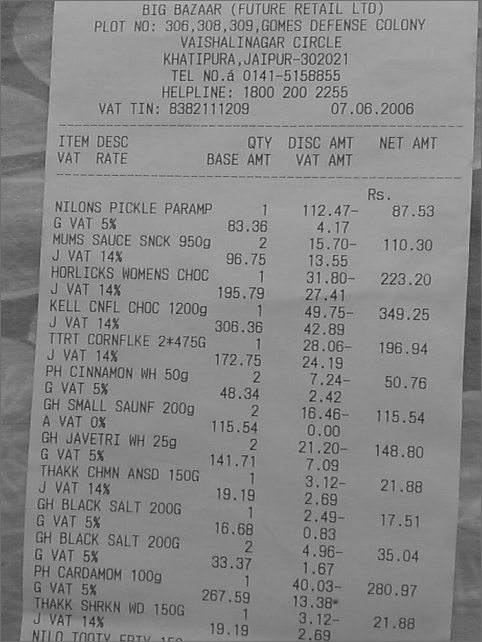 BIG BAZAAR (FUTURE RETAIL LTD)
PLOT NO: 306,308,309,GOMES DEFENSE COLONY
VAISHALINAGAR CIRCLE
KHATIPURA,JAIPUR-302021
TEL NO.á 0141-5158855
HELPLINE: 1800 200 2255
VAT TIN: 8382111209 07.06.2006
ITEM DESC QTY DISC AMT NET AMT
VAT RATE BASE AMT VAT AMT
Rs.
NILONS PICKLE PARAMP 1 112.47- 87.53
G VAT 5% 83.36 4.17
MUMS SAUCE SNCK 950g 2 15.70- 110.30
J VAT 14% 96.75 13.55
HORLICKS WOMENS CHOC 1 31.80- 223.20
J VAT 14% 195.79 27.41
KELL CNFL CHOC 1200g 1 49.75- 349.25
J VAT 14% 306.36 42.89
TTRT CORNFLKE 2*475G 1 28.06- 196.94
J VAT 14% 172.75 24.19
PH CINNAMON WH 50g 2 7.24- 50.76
G VAT 5% 48.34 2.42
GH SMALL SAUNF 200g 2 16.46- 115.54
A VAT 0% 115.54 0.00
GH JAVETRI WH 25g 2 21.20- 148.80
G VAT 5% 141.71 7.09
THAKK CHMN ANSD 150G 1 3.12- 21.88
J VAT 14% 19.19 2.69
GH BLACK SALT 200G 1 2.49- 17.51
G VAT 5% 16.68 0.83
GH BLACK SALT 200G 2 4.96- 35.04
G VAT 5% 33.37 1.67
PH CARDAMOM 100g 1 40.03- 280.97
G VAT 5% 267.59 13.38
THAKK SHRKN WD 150G 1 3.12- 21.88
J VAT 14% 19.19 2.69
NILO TOOTY